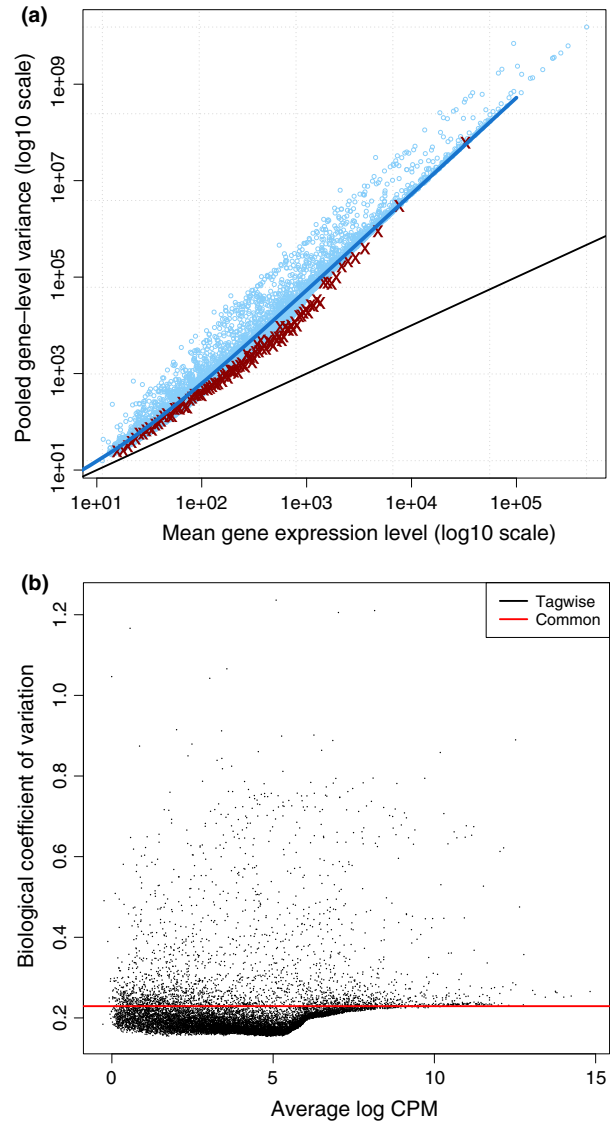 (a)
Pooled gene-level variance (log10 scale)
1e+09
1e+07
1e+05
1e+03
1e+01
1e+01 1e+02 1e+03 1e+04 1e+05
Mean gene expression level (log10 scale)
(b)
Tagwise
Common
Biological coefficient of variation
1.2
1.0
0.8
0.6
0.4
0.2
0 5 10 15
Average log CPM